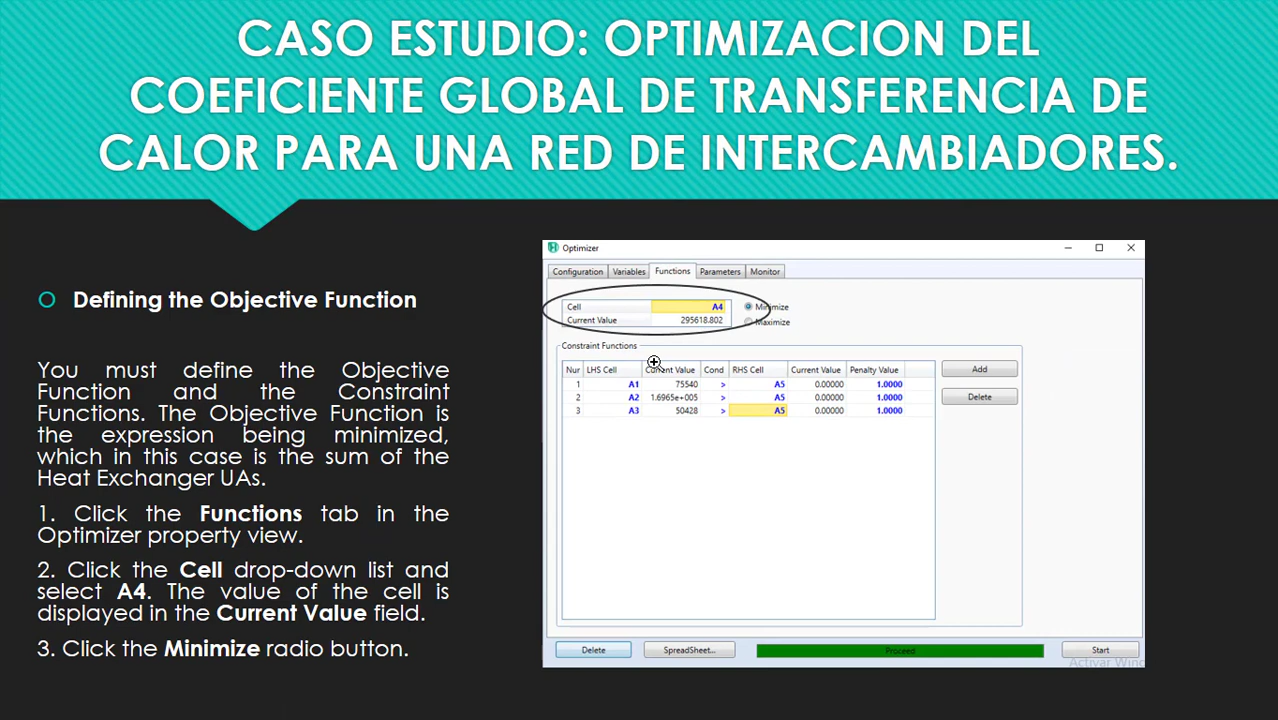 CASO ESTUDIO: OPTIMIZACION DEL
COEFICIENTE GLOBAL DE TRANSFERENCIA DE
CALOR PARA UNA RED DE INTERCAMBIADORES.
Defining the Objective Function
You must define the Objective
Function and the Constraint
Functions. The Objective Function is
the expression being minimized,
which in this case is the sum of the
Heat Exchanger UAs.
1. Click the Functions tab in the
Optimizer property view.
2. Click the Cell drop-down list and
select A4. The value of the cell is
displayed in the Current Value field.
3. Click the Minimize radio button.
Optimizer
Configuration Variables Functions Parameters Monitor
Cell A4 Minimize
Current Value 295618.802 Maximize
Constraint Functions
Nur LHS Cell Current Value Cond RHS Cell Current Value Penalty Value Add
1 A1 75540 > A5 0.00000 1.0000
2 A2 1.6965e+005 > A5 0.00000 1.0000 Delete
3 A3 50428 > A5 0.00000 1.0000
Delete SpreadSheet... Proceed Start
Activar Wind